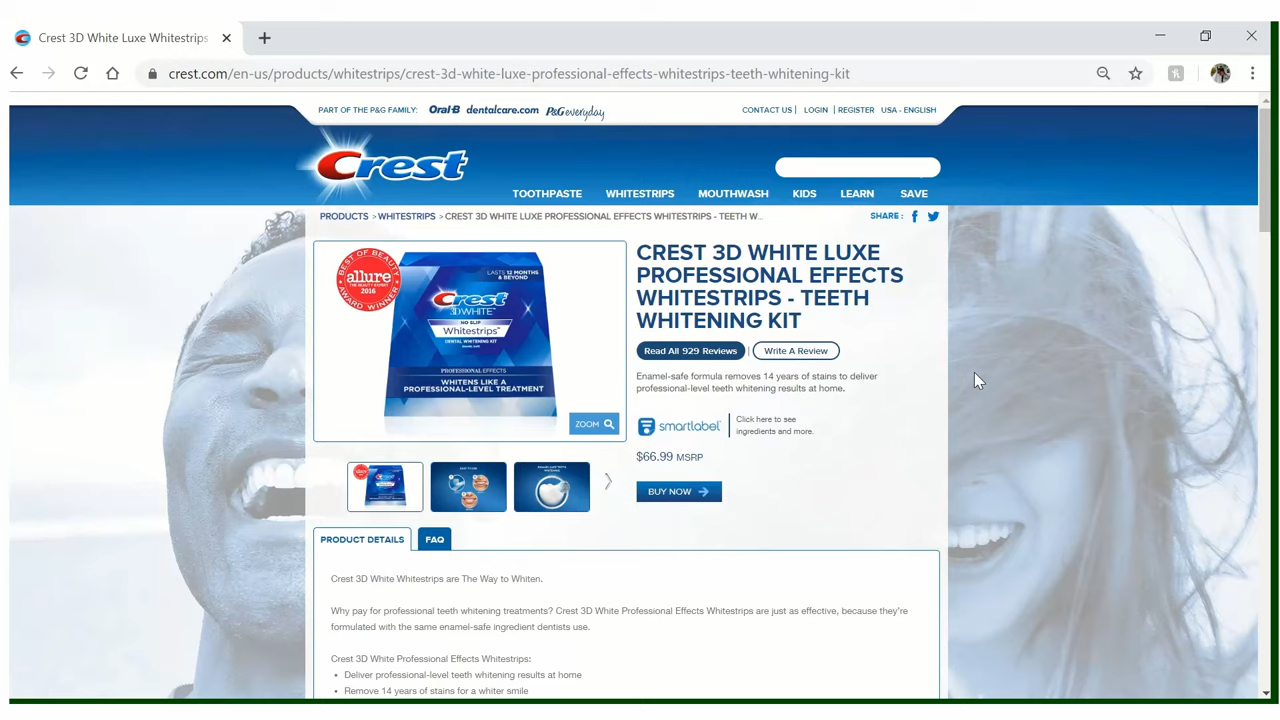 Crest 3D White Luxe Whitestrips
crest.com/en-us/products/whitestrips/crest-3d-white-luxe-professional-effects-whitestrips-teeth-whitening-kit
PART OF THE P&G FAMILY: Oral-B dentalcare.com P&G everyday
CONTACT US | LOGIN | REGISTER USA - ENGLISH
Crest
TOOTHPASTE WHITESTRIPS MOUTHWASH KIDS LEARN SAVE
PRODUCTS > WHITESTRIPS > CREST 3D WHITE LUXE PROFESSIONAL EFFECTS WHITESTRIPS - TEETH W...
SHARE :
BEST OF BEAUTY
allure
2016
AWARD WINNER
LASTS 12 MONTHS
& BEYOND
Crest
3DWHITE™
NO SLIP
Whitestrips™
DENTAL WHITENING KIT
PROFESSIONAL EFFECTS
WHITENS LIKE A
PROFESSIONAL-LEVEL TREATMENT
ZOOM
CREST 3D WHITE LUXE
PROFESSIONAL EFFECTS
WHITESTRIPS - TEETH
WHITENING KIT
Read All 929 Reviews | Write A Review
Enamel-safe formula removes 14 years of stains to deliver
professional-level teeth whitening results at home.
smartlabel
Click here to see
ingredients and more.
$66.99 MSRP
BUY NOW
PRODUCT DETAILS FAQ
Crest 3D White Whitestrips are The Way to Whiten.
Why pay for professional teeth whitening treatments? Crest 3D White Professional Effects Whitestrips are just as effective, because they're
formulated with the same enamel-safe ingredient dentists use.
Crest 3D White Professional Effects Whitestrips:
• Deliver professional-level teeth whitening results at home
• Remove 14 years of stains for a whiter smile